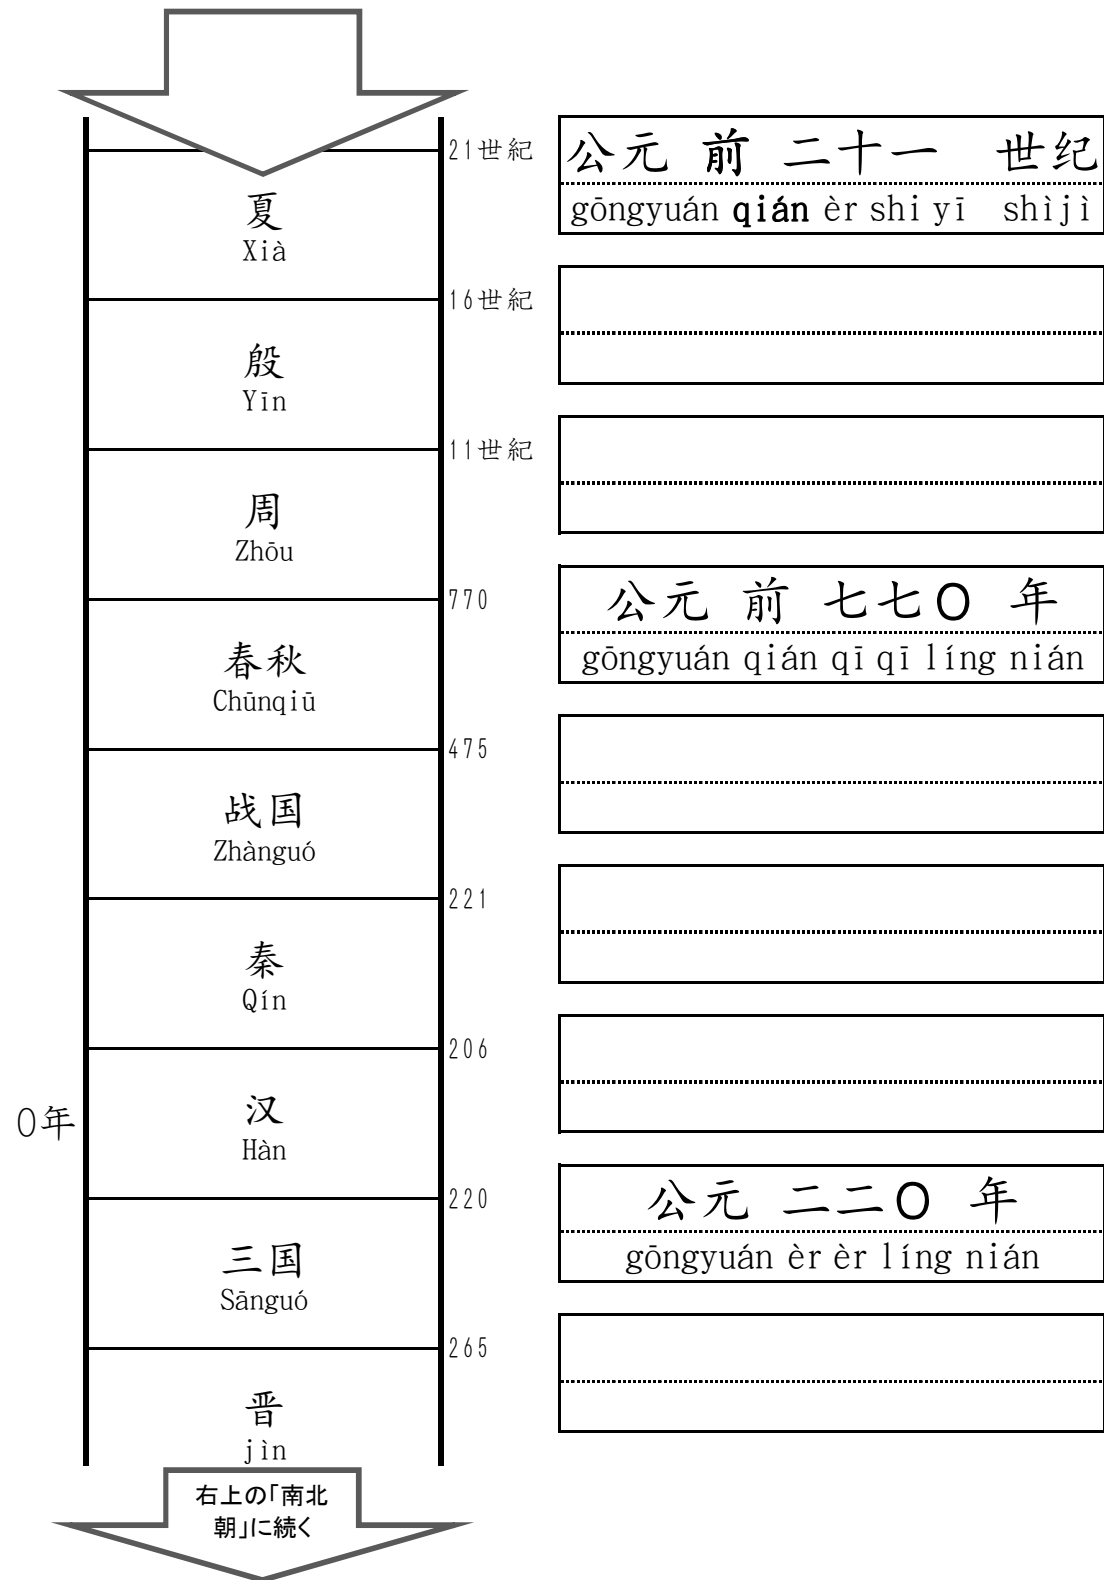 21世紀
公元 前 二十一 世纪
gōngyuán qián èr shi yī shìjì
夏
Xià
16世紀
殷
Yīn
11世紀
周
Zhōu
770
公元 前 七七〇 年
gōngyuán qián qī qī líng nián
春秋
Chūnqiū
475
战国
Zhànguó
221
秦
Qín
206
0年
汉
Hàn
220
公元 二二〇 年
gōngyuán èr èr líng nián
三国
Sānguó
265
晋
jìn
右上の「南北
朝」に続く